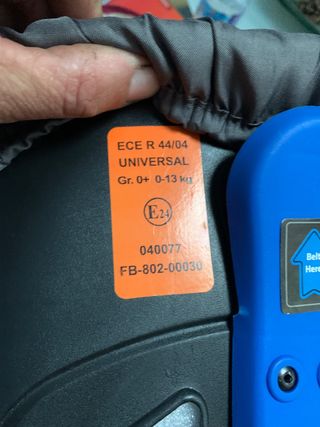 ECE R 44/04
UNIVERSAL
Gr. 0+ 0-13 kg
E24
040077
FB-802-00030
Belt
Here